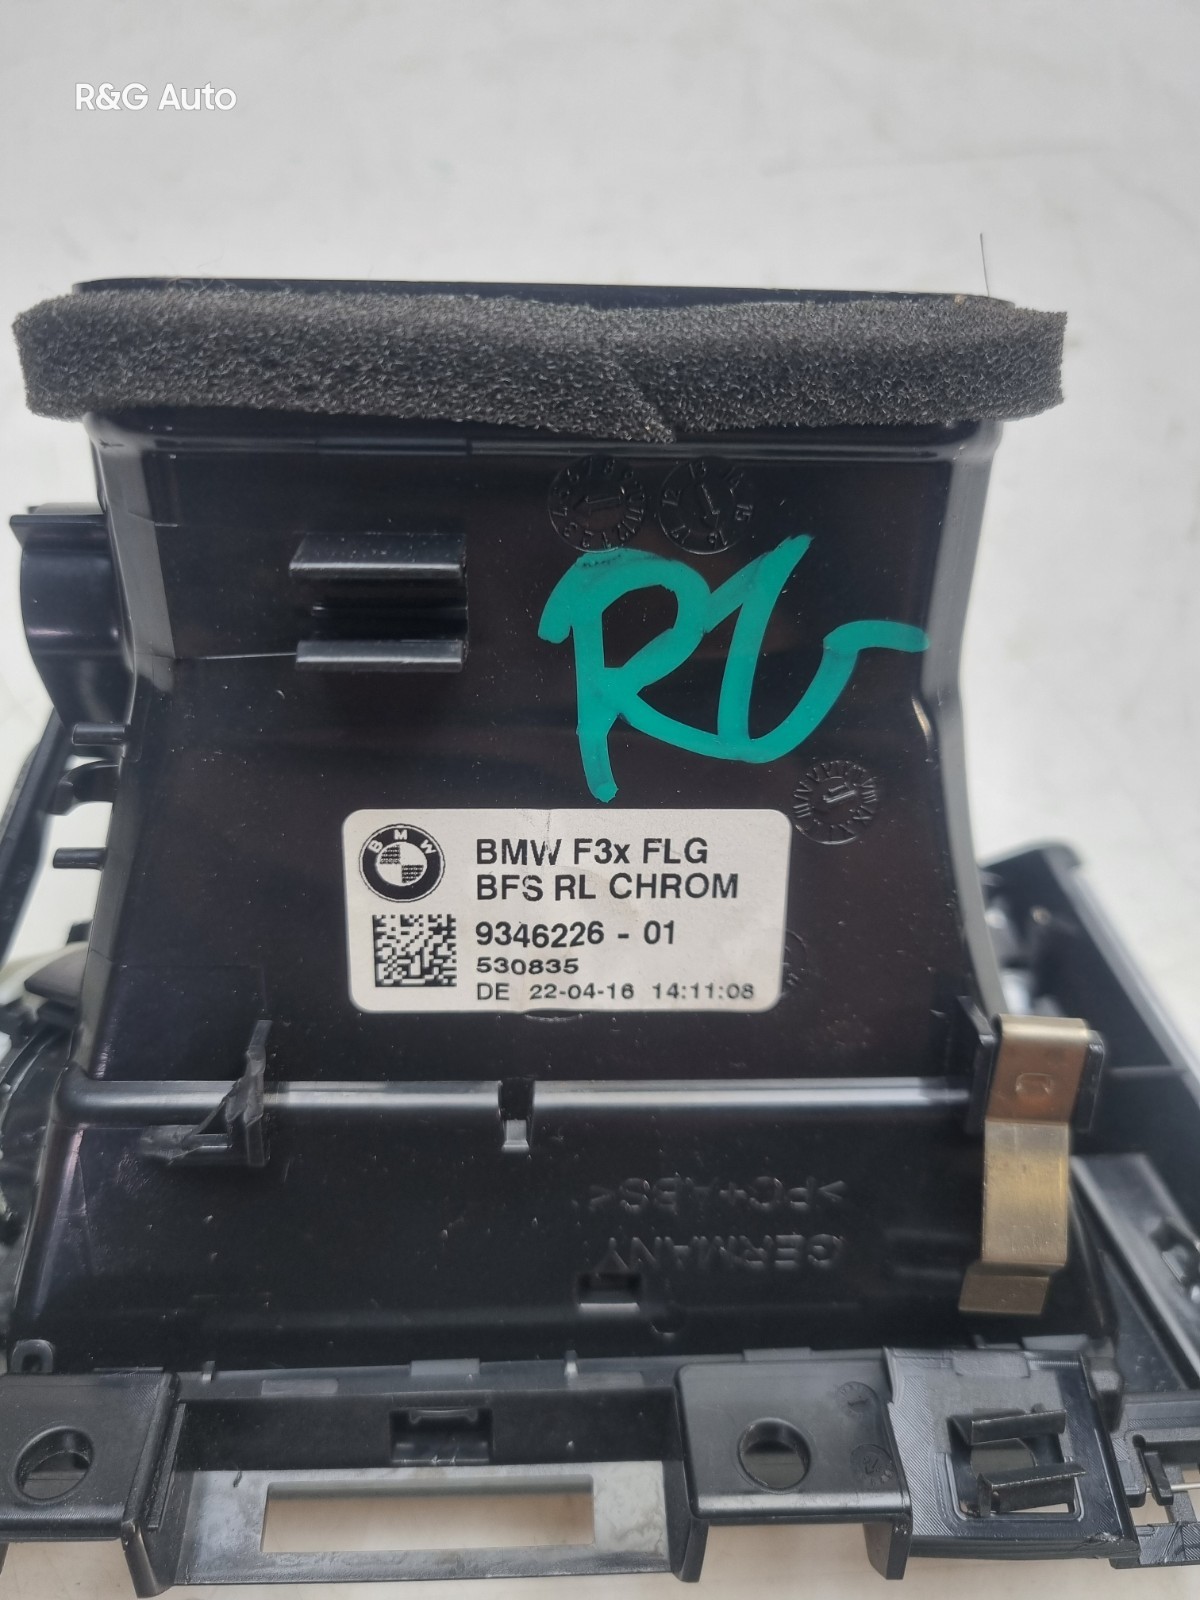 R&G Auto
RL
BMW
BMW F3x FLG
BFS RL CHROM
9346226 - 01
530835
DE 22-04-16 14:11:08
>PC+ABS<
GERMANY